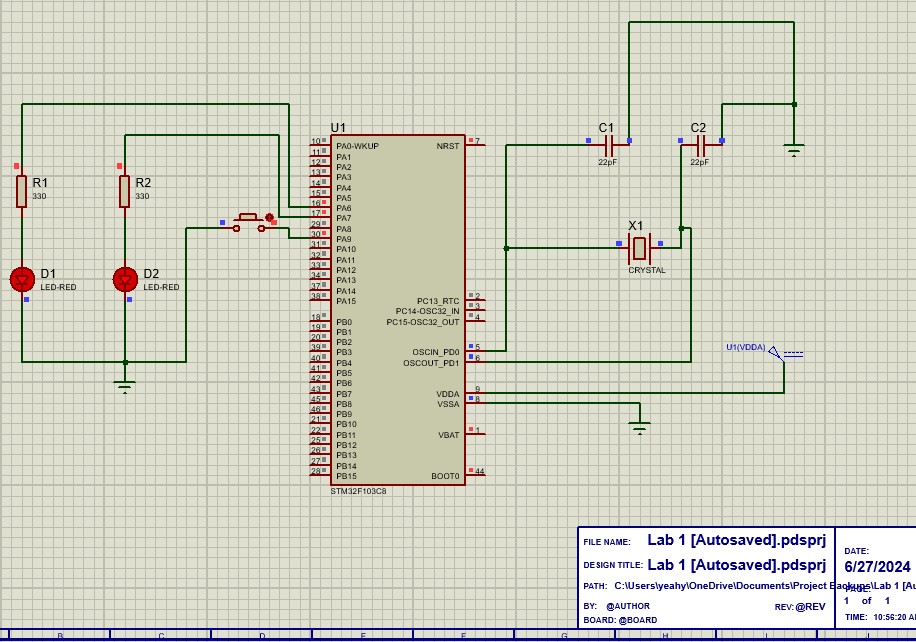 R1
330
R2
330
D1
LED-RED
D2
LED-RED
U1
10 PA0-WKUP
11 PA1
12 PA2
13 PA3
14 PA4
15 PA5
16 PA6
17 PA7
29 PA8
30 PA9
31 PA10
32 PA11
33 PA12
34 PA13
37 PA14
38 PA15
18 PB0
19 PB1
20 PB2
39 PB3
40 PB4
41 PB5
42 PB6
43 PB7
45 PB8
46 PB9
21 PB10
22 PB11
25 PB12
26 PB13
27 PB14
28 PB15
NRST 7
PC13_RTC 2
PC14-OSC32_IN 3
PC15-OSC32_OUT 4
OSCIN_PD0 5
OSCOUT_PD1 6
VDDA 9
VSSA 8
VBAT 1
BOOT0 44
STM32F103C8
C1
22pF
C2
22pF
X1
CRYSTAL
U1(VDDA)
FILE NAME: Lab 1 [Autosaved].pdsprj
DESIGN TITLE: Lab 1 [Autosaved].pdsprj
PATH: C:\Users\yeahy\OneDrive\Documents\Project Backups\Lab 1 [Au
BY: @AUTHOR REV: @REV
BOARD: @BOARD
DATE:
6/27/2024
PAGE:
1 of 1
TIME: 10:56:20 A
B C D E F G H